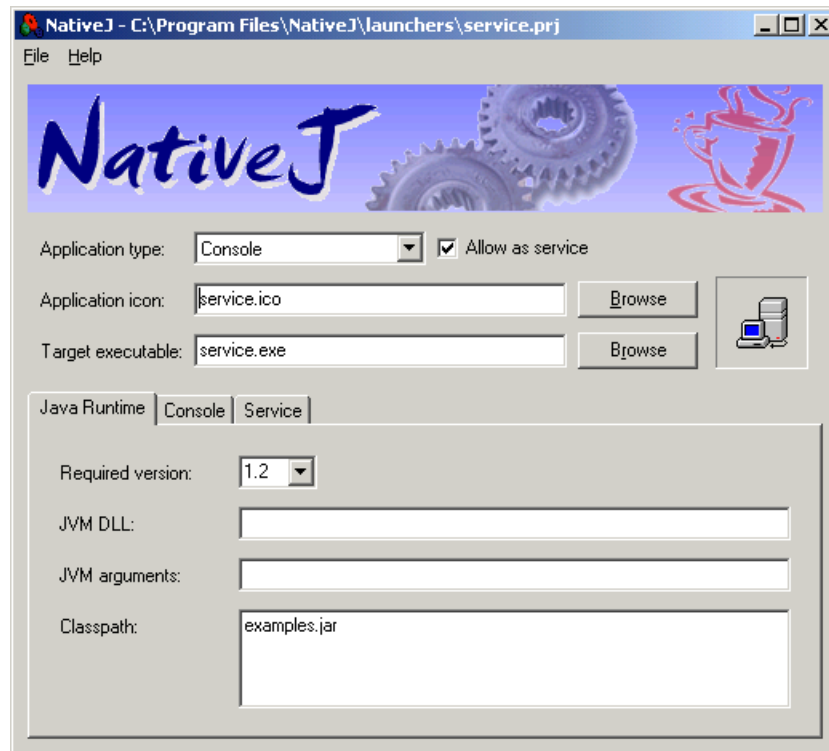 NativeJ - C:\Program Files\NativeJ\launchers\service.prj
File Help
NativeJ
Application type: Console Allow as service
Application icon: service.ico Browse
Target executable: service.exe Browse
Java Runtime Console Service
Required version: 1.2
JVM DLL:
JVM arguments:
Classpath: examples.jar